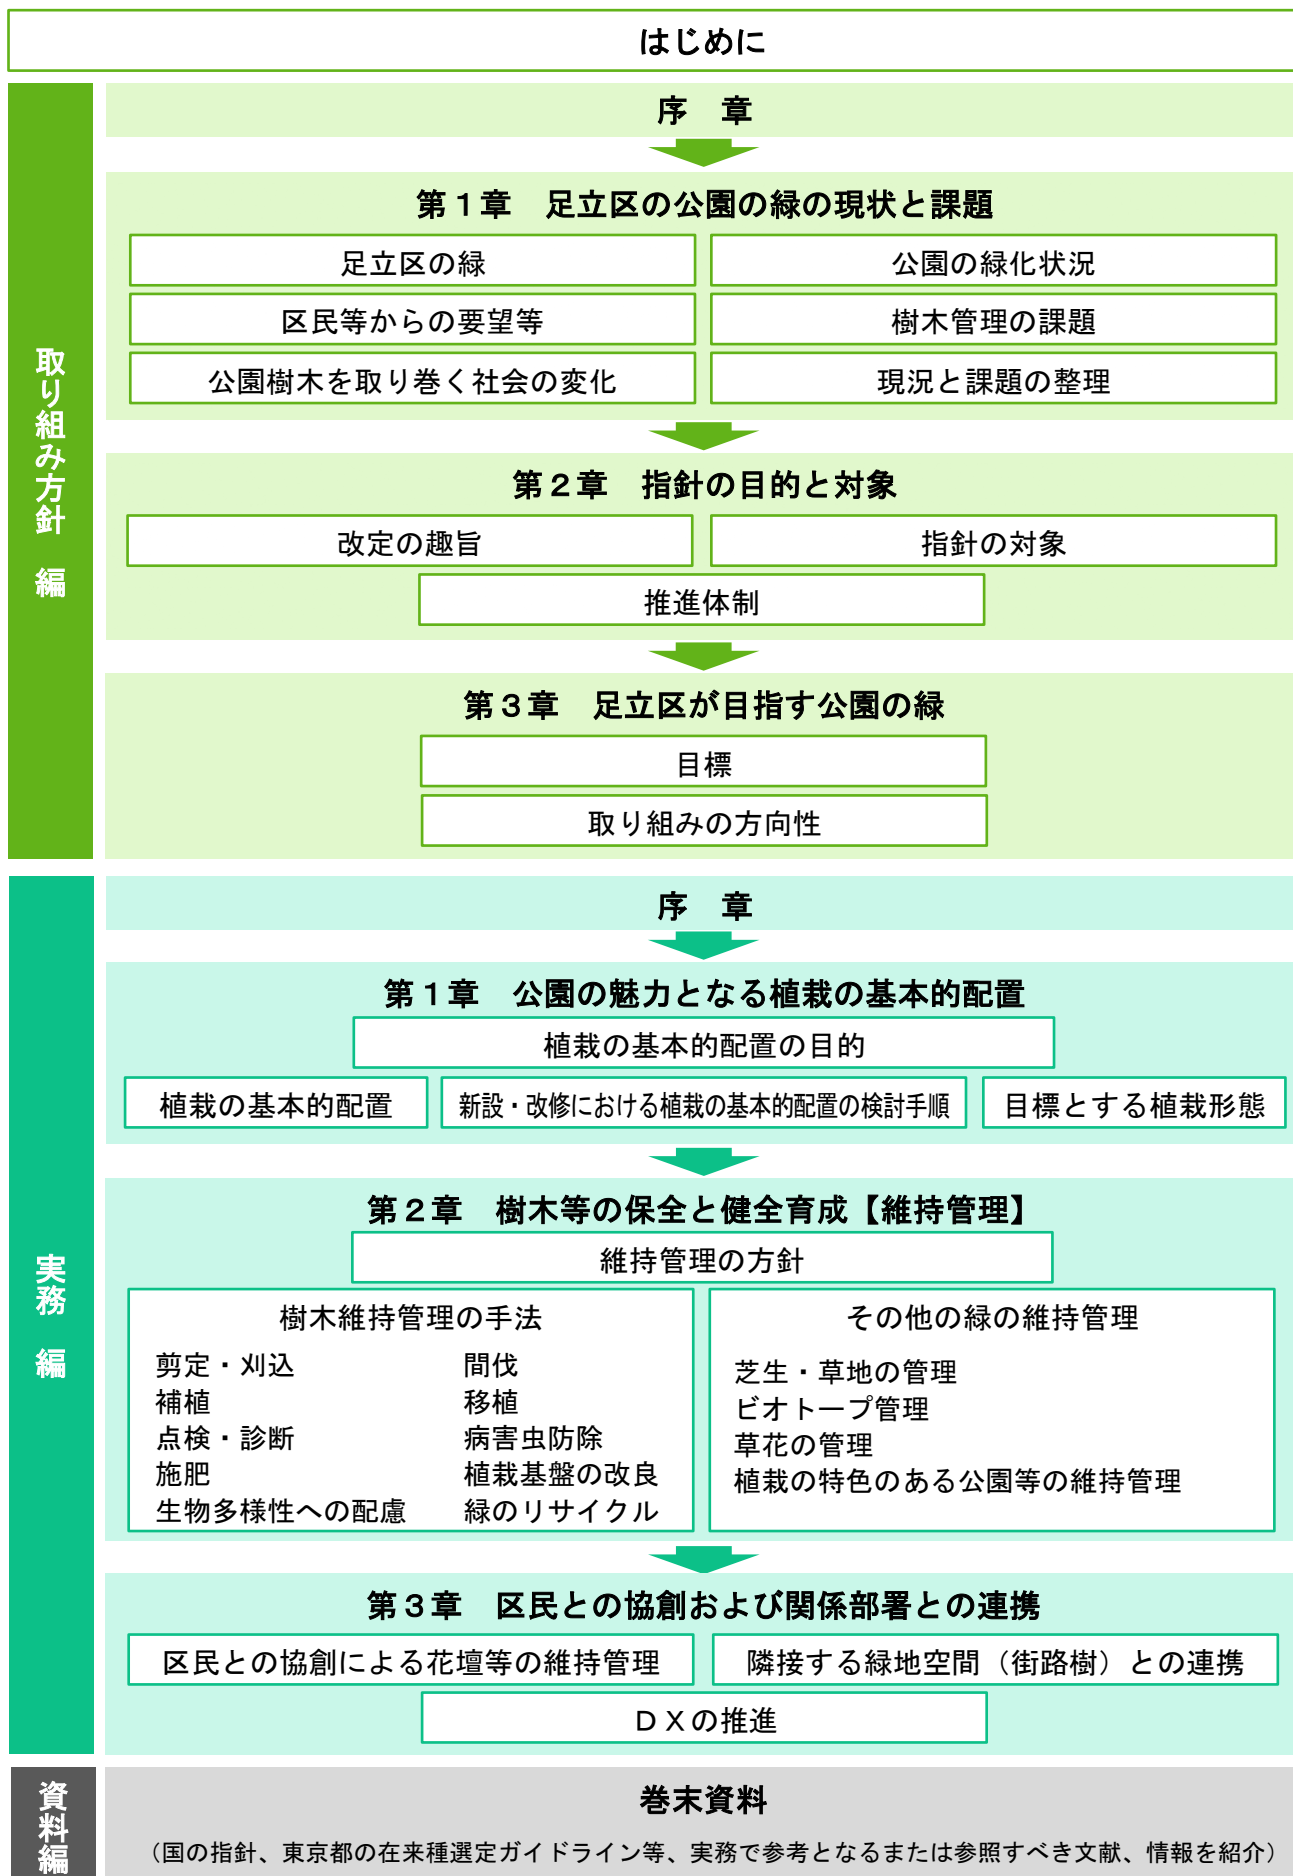 はじめに
取り組み方針　編
序　章
第１章　足立区の公園の緑の現状と課題
足立区の緑
公園の緑化状況
区民等からの要望等
樹木管理の課題
公園樹木を取り巻く社会の変化
現況と課題の整理
第２章　指針の目的と対象
改定の趣旨
指針の対象
推進体制
第３章　足立区が目指す公園の緑
目標
取り組みの方向性
実務　編
序　章
第１章　公園の魅力となる植栽の基本的配置
植栽の基本的配置の目的
植栽の基本的配置
新設・改修における植栽の基本的配置の検討手順
目標とする植栽形態
第２章　樹木等の保全と健全育成【維持管理】
維持管理の方針
樹木維持管理の手法
剪定・刈込
間伐
補植
移植
点検・診断
病害虫防除
施肥
植栽基盤の改良
生物多様性への配慮
緑のリサイクル
その他の緑の維持管理
芝生・草地の管理
ビオトープ管理
草花の管理
植栽の特色のある公園等の維持管理
第３章　区民との協創および関係部署との連携
区民との協創による花壇等の維持管理
隣接する緑地空間（街路樹）との連携
ＤＸの推進
資料編
巻末資料
（国の指針、東京都の在来種選定ガイドライン等、実務で参考となるまたは参照すべき文献、情報を紹介）